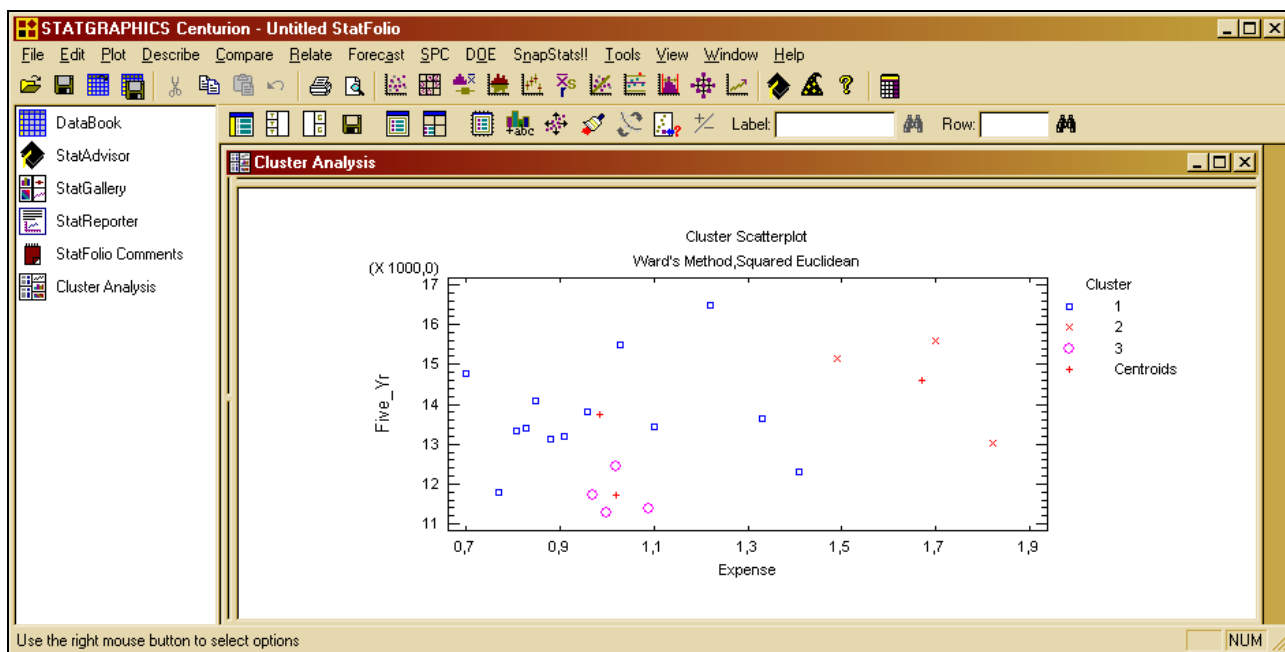 STATGRAPHICS Centurion - Untitled StatFolio
File Edit Plot Describe Compare Relate Forecast SPC DOE SnapStats!! Tools View Window Help
DataBook
StatAdvisor
StatGallery
StatReporter
StatFolio Comments
Cluster Analysis
+abc
Label:
Row:
Cluster Analysis
Cluster Scatterplot
Ward's Method,Squared Euclidean
(X 1000,0)
17
16
15
14
13
12
11
Five_Yr
0,7 0,9 1,1 1,3 1,5 1,7 1,9
Expense
Cluster
1
2
3
Centroids
Use the right mouse button to select options
NUM